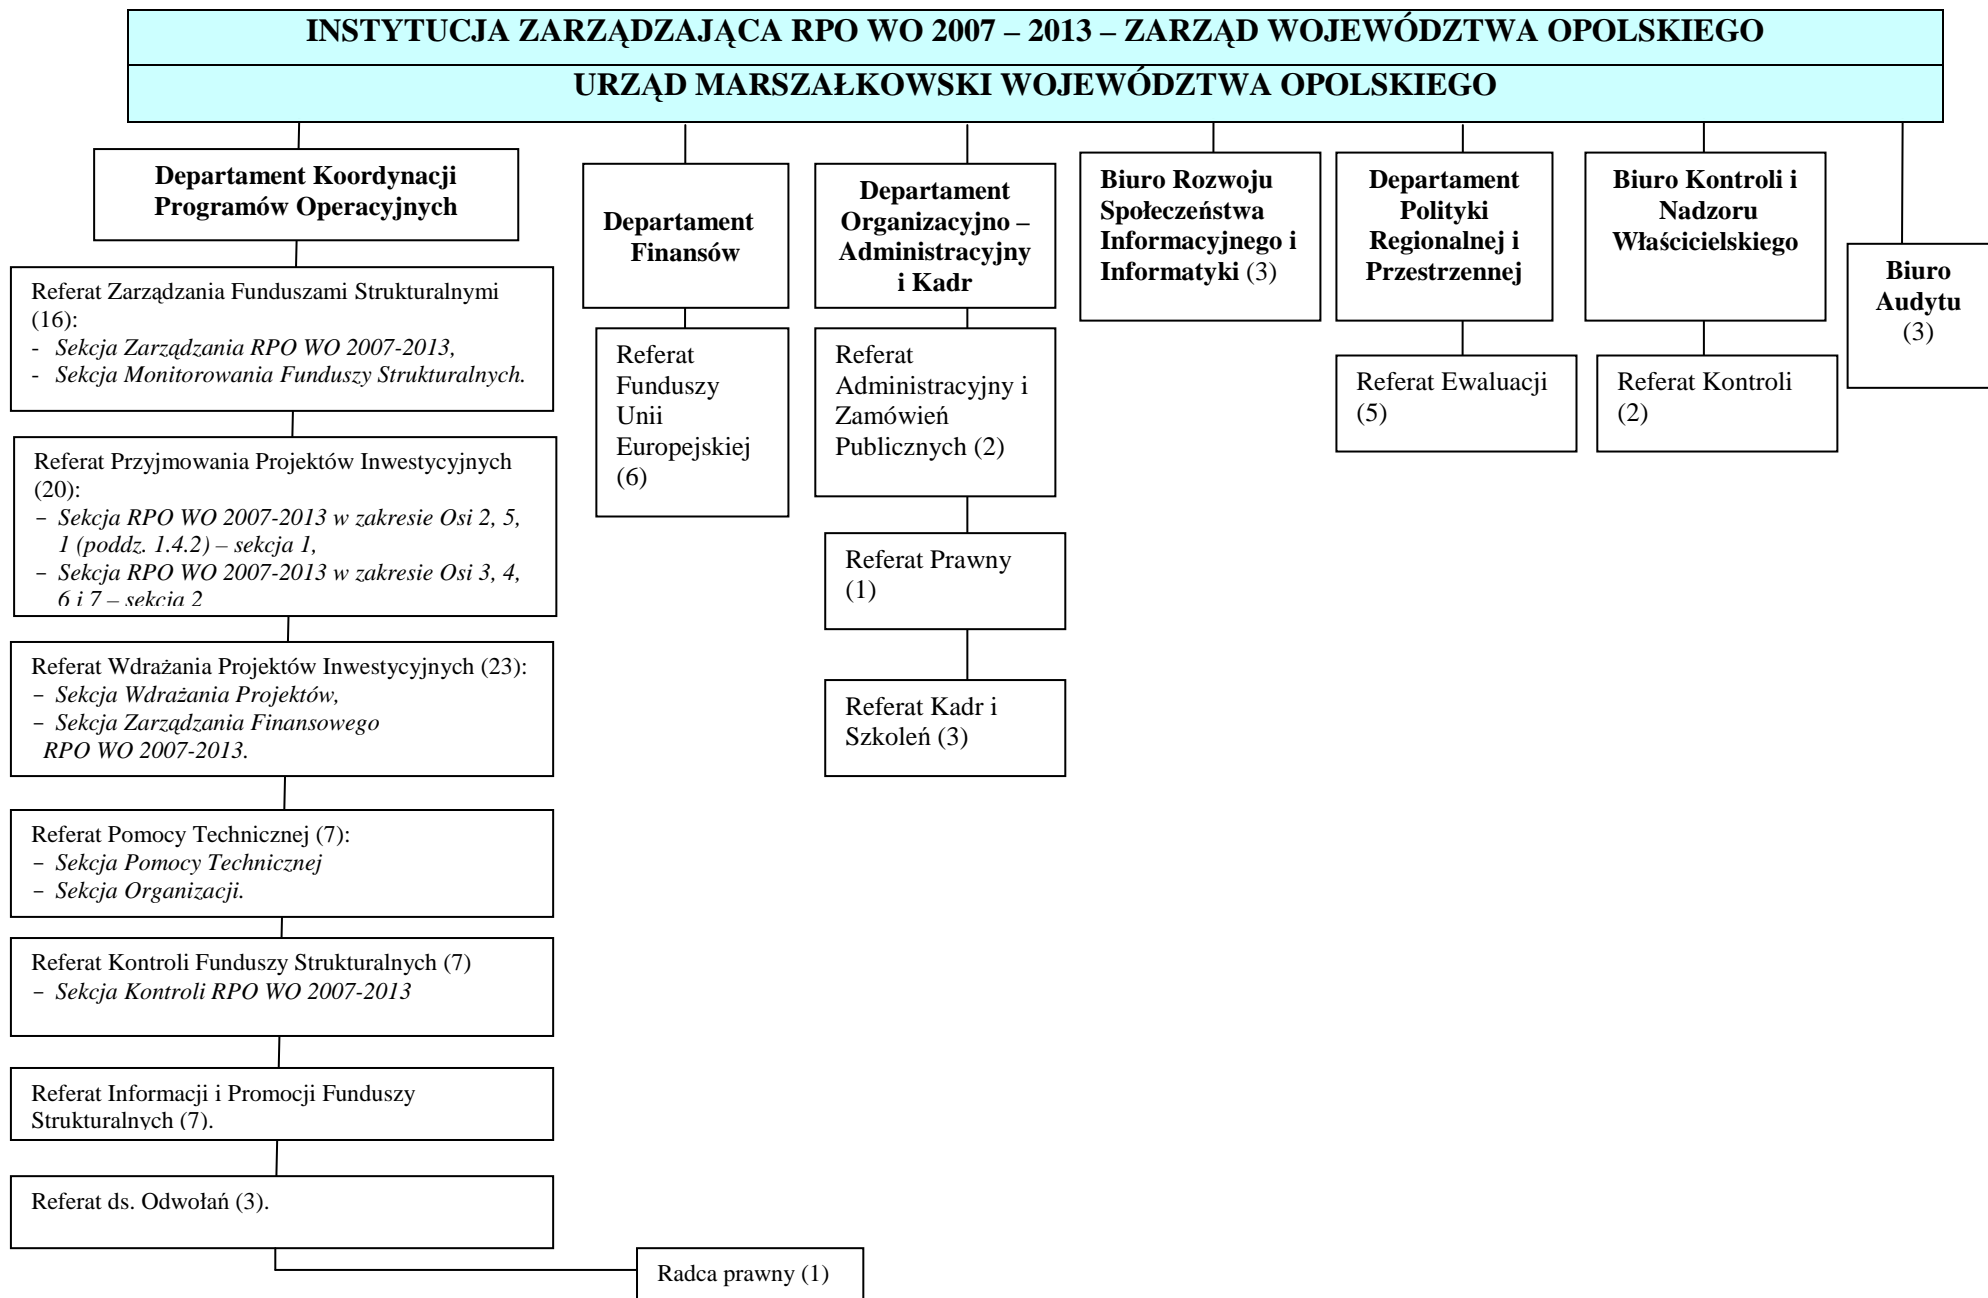 INSTYTUCJA ZARZĄDZAJĄCA RPO WO 2007 – 2013 – ZARZĄD WOJEWÓDZTWA OPOLSKIEGO
URZĄD MARSZAŁKOWSKI WOJEWÓDZTWA OPOLSKIEGO
Departament Koordynacji
Programów Operacyjnych
Referat Zarządzania Funduszami Strukturalnymi
(16):
- Sekcja Zarządzania RPO WO 2007-2013,
- Sekcja Monitorowania Funduszy Strukturalnych.
Referat Przyjmowania Projektów Inwestycyjnych
(20):
– Sekcja RPO WO 2007-2013 w zakresie Osi 2, 5,
1 (poddz. 1.4.2) – sekcja 1,
– Sekcja RPO WO 2007-2013 w zakresie Osi 3, 4,
6 i 7 – sekcja 2
Referat Wdrażania Projektów Inwestycyjnych (23):
– Sekcja Wdrażania Projektów,
– Sekcja Zarządzania Finansowego
RPO WO 2007-2013.
Referat Pomocy Technicznej (7):
– Sekcja Pomocy Technicznej
– Sekcja Organizacji.
Referat Kontroli Funduszy Strukturalnych (7)
– Sekcja Kontroli RPO WO 2007-2013
Referat Informacji i Promocji Funduszy
Strukturalnych (7).
Referat ds. Odwołań (3).
Radca prawny (1)
Departament
Finansów
Referat
Funduszy
Unii
Europejskiej
(6)
Departament
Organizacyjno –
Administracyjny
i Kadr
Referat
Administracyjny i
Zamówień
Publicznych (2)
Referat Prawny
(1)
Referat Kadr i
Szkoleń (3)
Biuro Rozwoju
Społeczeństwa
Informacyjnego i
Informatyki (3)
Departament
Polityki
Regionalnej i
Przestrzennej
Referat Ewaluacji
(5)
Biuro Kontroli i
Nadzoru
Właścicielskiego
Referat Kontroli
(2)
Biuro
Audytu
(3)